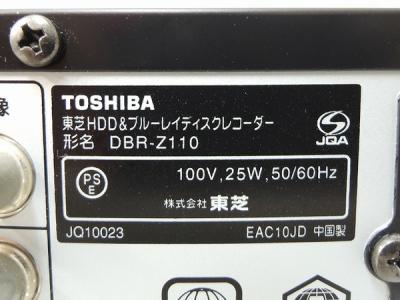 像
TOSHIBA
東芝HDD&ブルーレイディスクレコーダー
形名 DBR-Z110
JQA
PS
E
100V,25W,50/60Hz
株式会社 東芝
JQ10023
EAC10JD 中国製